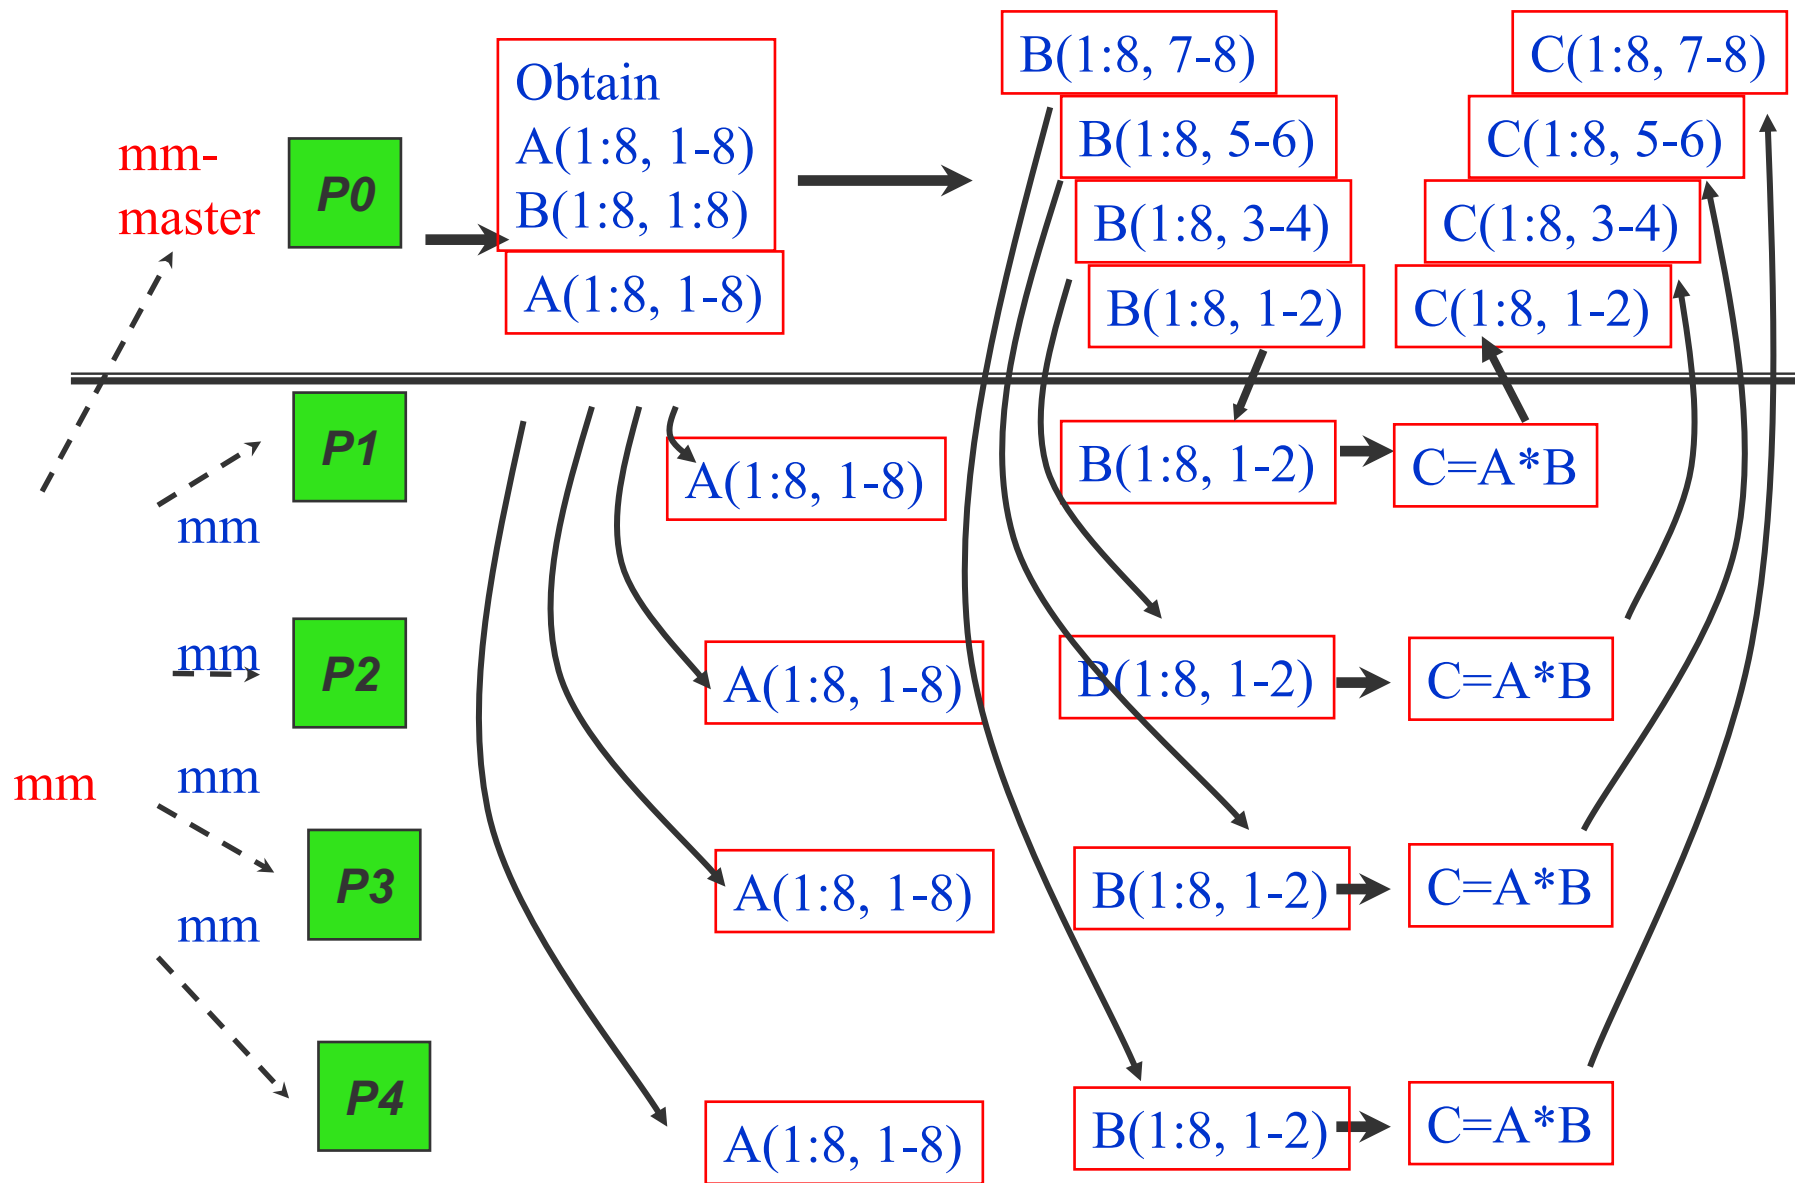 mm-
master
P0
Obtain
A(1:8, 1-8)
B(1:8, 1:8)
A(1:8, 1-8)
B(1:8, 7-8)
B(1:8, 5-6)
B(1:8, 3-4)
B(1:8, 1-2)
C(1:8, 7-8)
C(1:8, 5-6)
C(1:8, 3-4)
C(1:8, 1-2)
mm
P1
A(1:8, 1-8)
B(1:8, 1-2)
C=A*B
mm
P2
A(1:8, 1-8)
B(1:8, 1-2)
C=A*B
mm
mm
P3
A(1:8, 1-8)
B(1:8, 1-2)
C=A*B
mm
P4
A(1:8, 1-8)
B(1:8, 1-2)
C=A*B